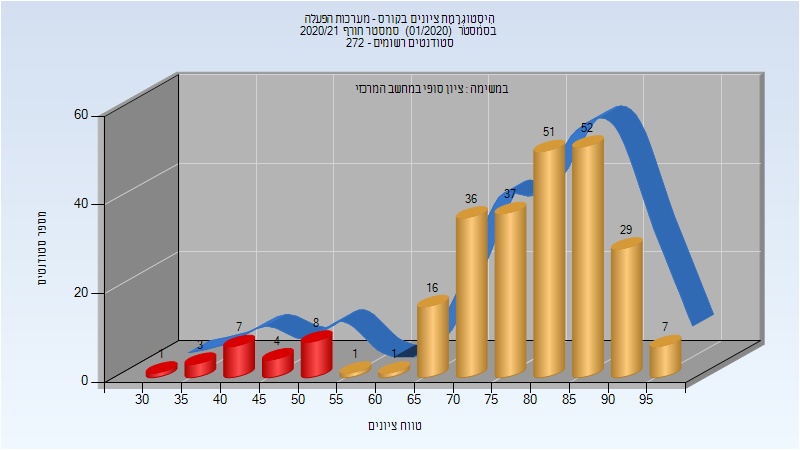 היסטוגרמת ציונים בקורס - מערכות הפעלה
בסמסטר (01/2020) סמסטר חורף 2020/21
סטודנטים רשומים - 272
במשימה : ציון סופי במחשב המרכזי
מספר סטודנטים
60
40
20
0
1
3
7
4
8
1
1
16
36
37
51
52
29
7
30 35 40 45 50 55 60 65 70 75 80 85 90 95
טווח ציונים